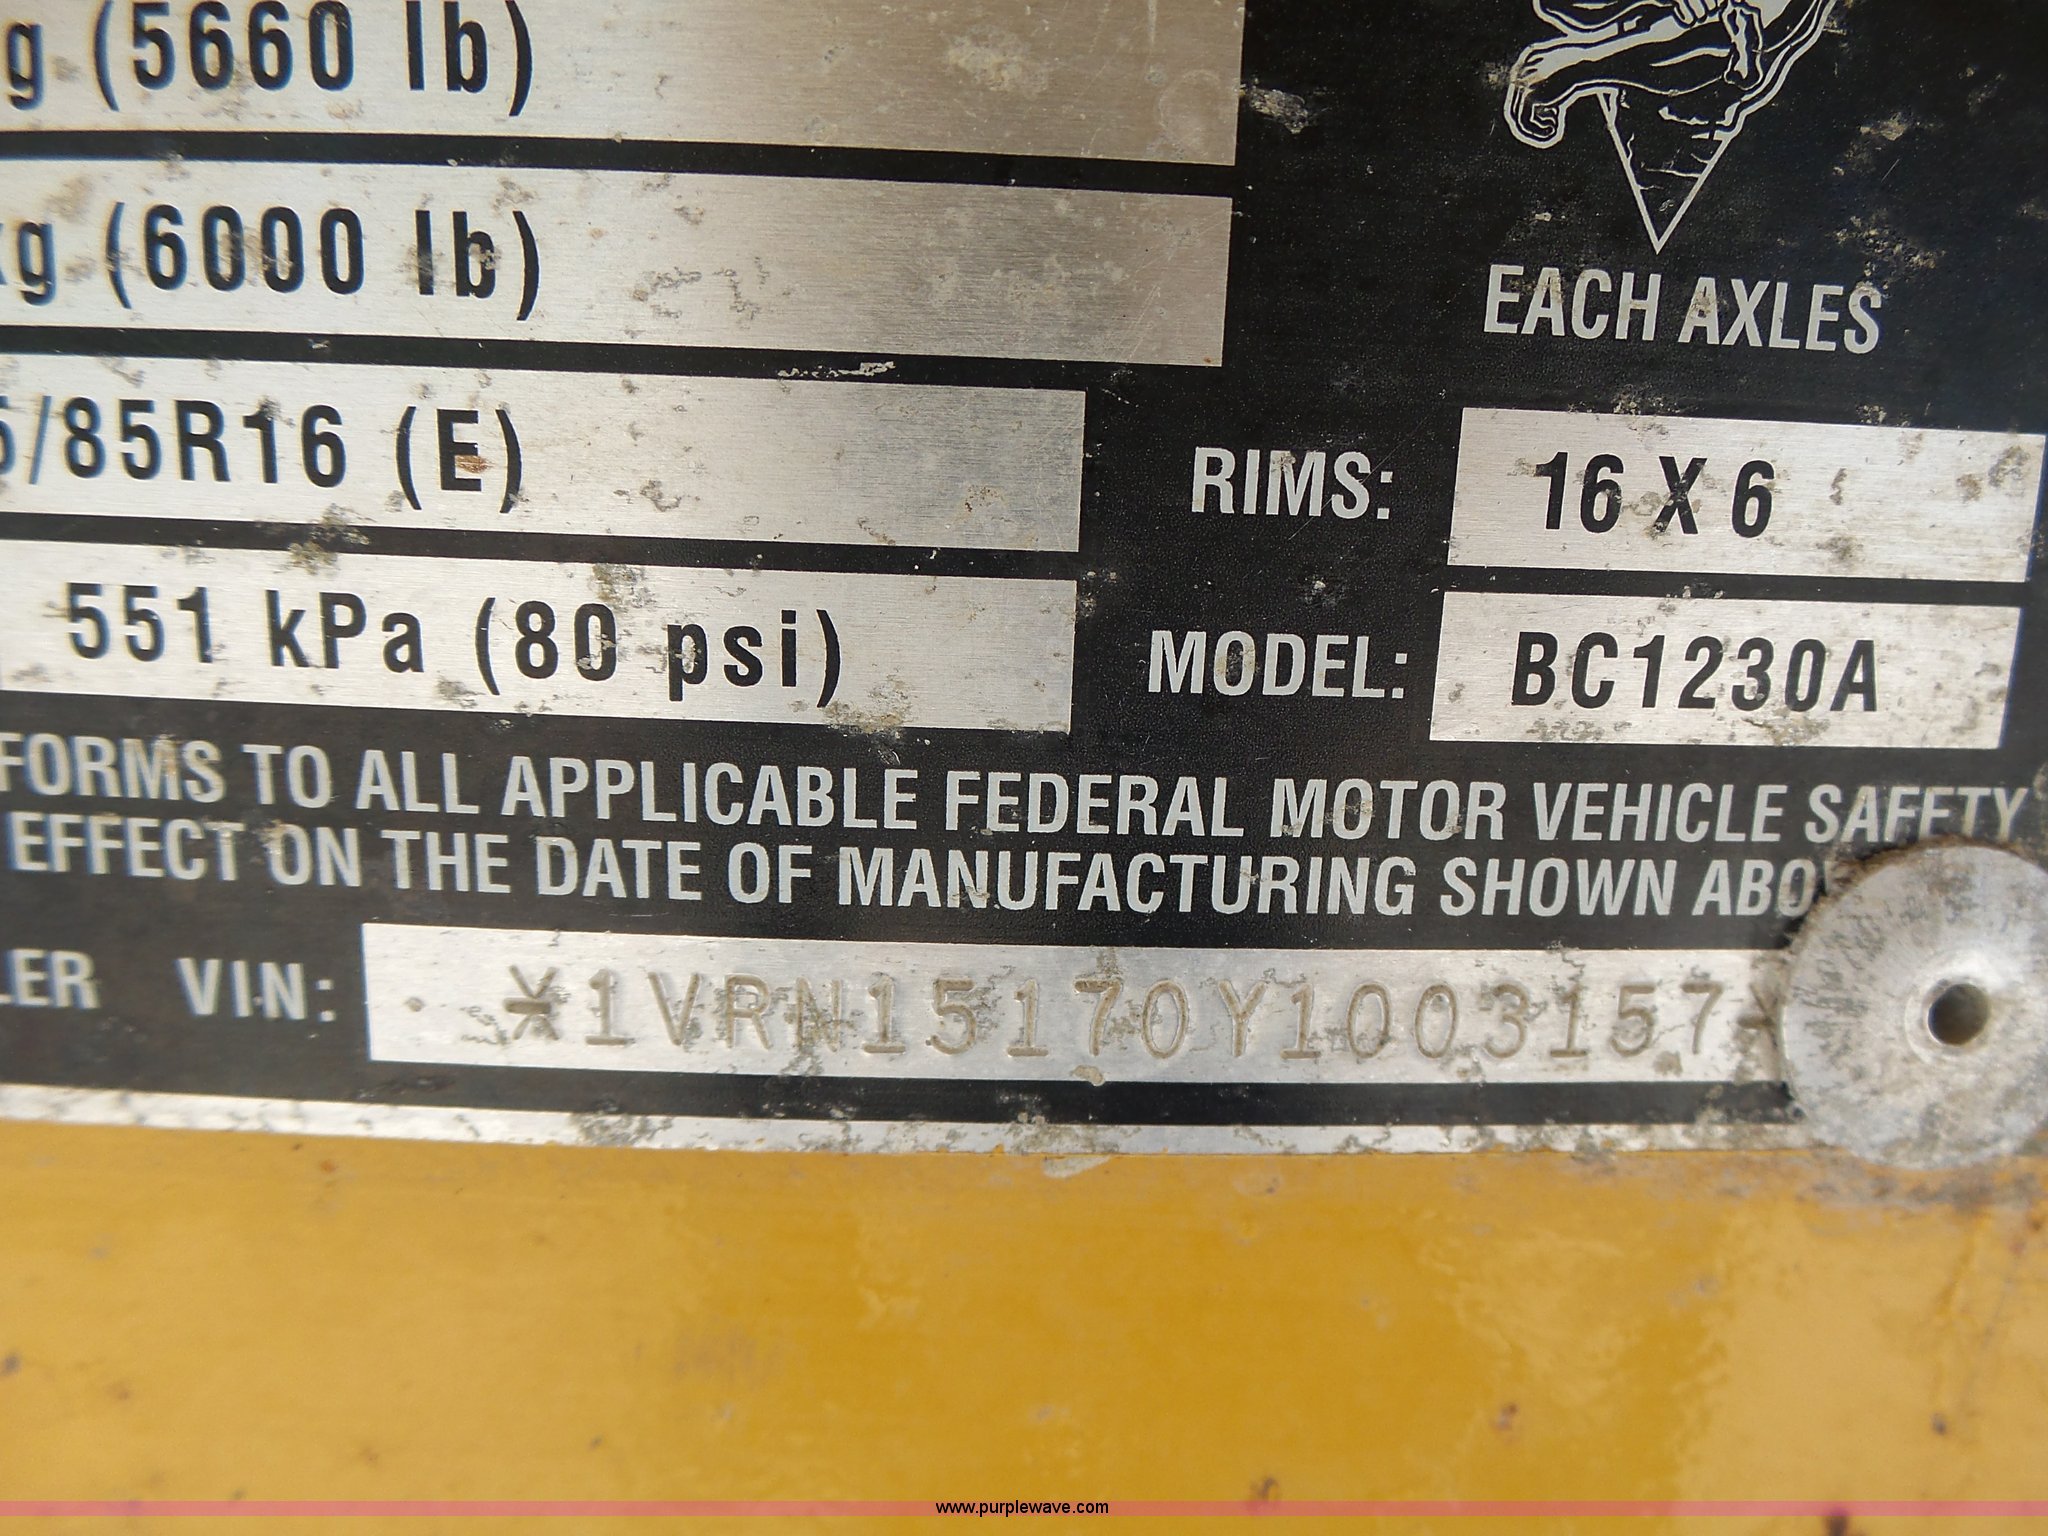 g (5660 lb)
kg (6000 lb)
EACH AXLES
5/85R16 (E)
RIMS: 16 X 6
551 kPa (80 psi)
MODEL: BC1230A
FORMS TO ALL APPLICABLE FEDERAL MOTOR VEHICLE SAFETY
EFFECT ON THE DATE OF MANUFACTURING SHOWN ABO
LER VIN: *1VRN15170Y1003157*
www.purplewave.com